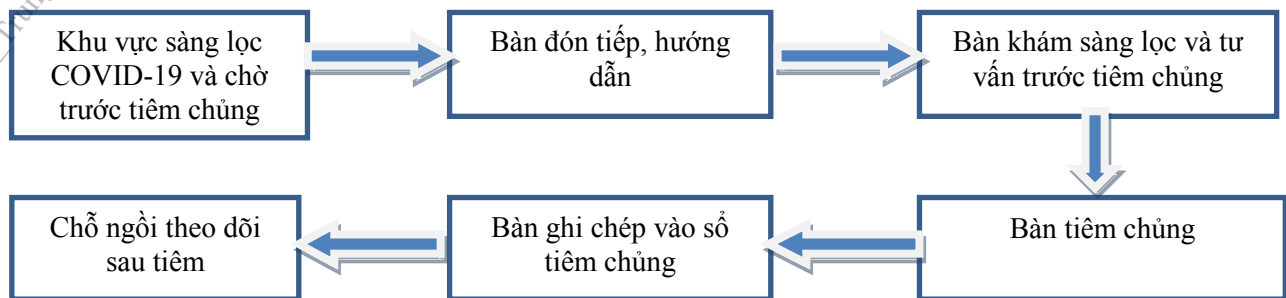 Khu vực sàng lọc
COVID-19 và chờ
trước tiêm chủng
Bàn đón tiếp, hướng
dẫn
Bàn khám sàng lọc và tư
vấn trước tiêm chủng
Bàn tiêm chủng
Bàn ghi chép vào sổ
tiêm chủng
Chỗ ngồi theo dõi
sau tiêm